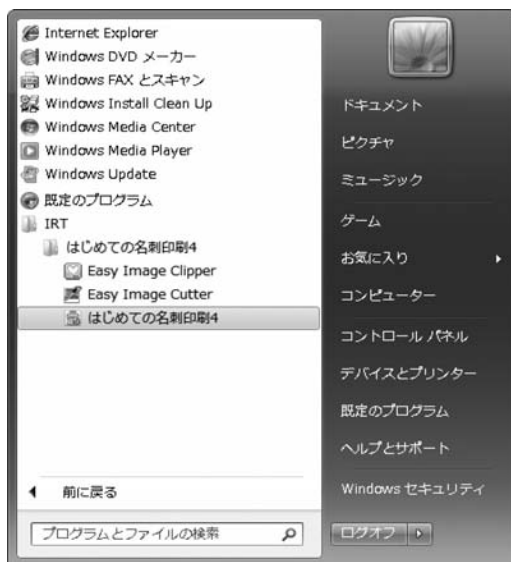 Internet Explorer
Windows DVD メーカー
Windows FAX とスキャン
Windows Install Clean Up
Windows Media Center
Windows Media Player
Windows Update
既定のプログラム
IRT
はじめての名刺印刷4
Easy Image Clipper
Easy Image Cutter
はじめての名刺印刷4
前に戻る
プログラムとファイルの検索
ドキュメント
ピクチャ
ミュージック
ゲーム
お気に入り
コンピューター
コントロール パネル
デバイスとプリンター
既定のプログラム
ヘルプとサポート
Windows セキュリティ
ログオフ